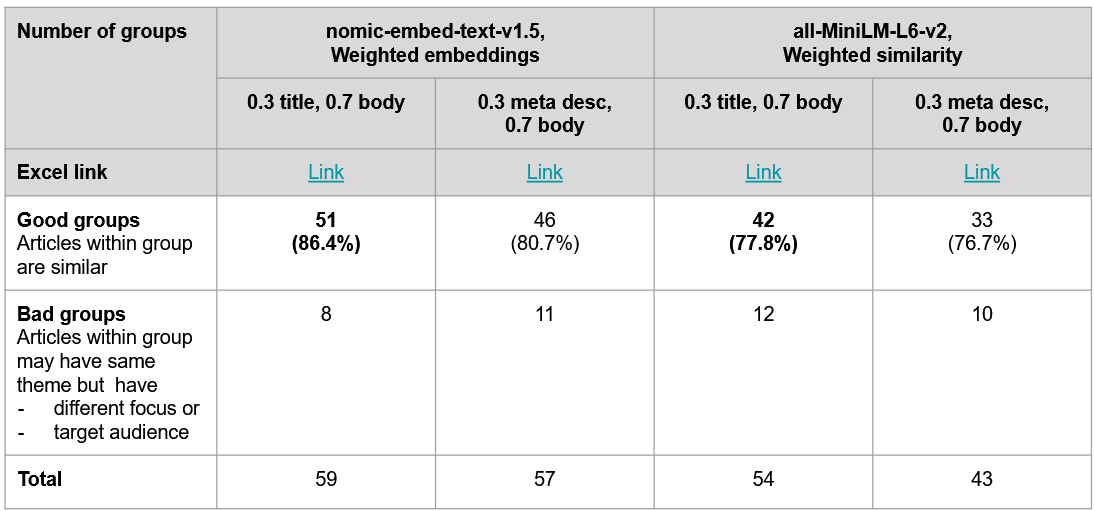 Number of groups
nomic-embed-text-v1.5,
Weighted embeddings
all-MiniLM-L6-v2,
Weighted similarity
0.3 title, 0.7 body
0.3 meta desc,
0.7 body
0.3 title, 0.7 body
0.3 meta desc,
0.7 body
Excel link
Link
Link
Link
Link
Good groups
Articles within group
are similar
51
(86.4%)
46
(80.7%)
42
(77.8%)
33
(76.7%)
Bad groups
Articles within group
may have same
theme but have
- different focus or
- target audience
8
11
12
10
Total
59
57
54
43